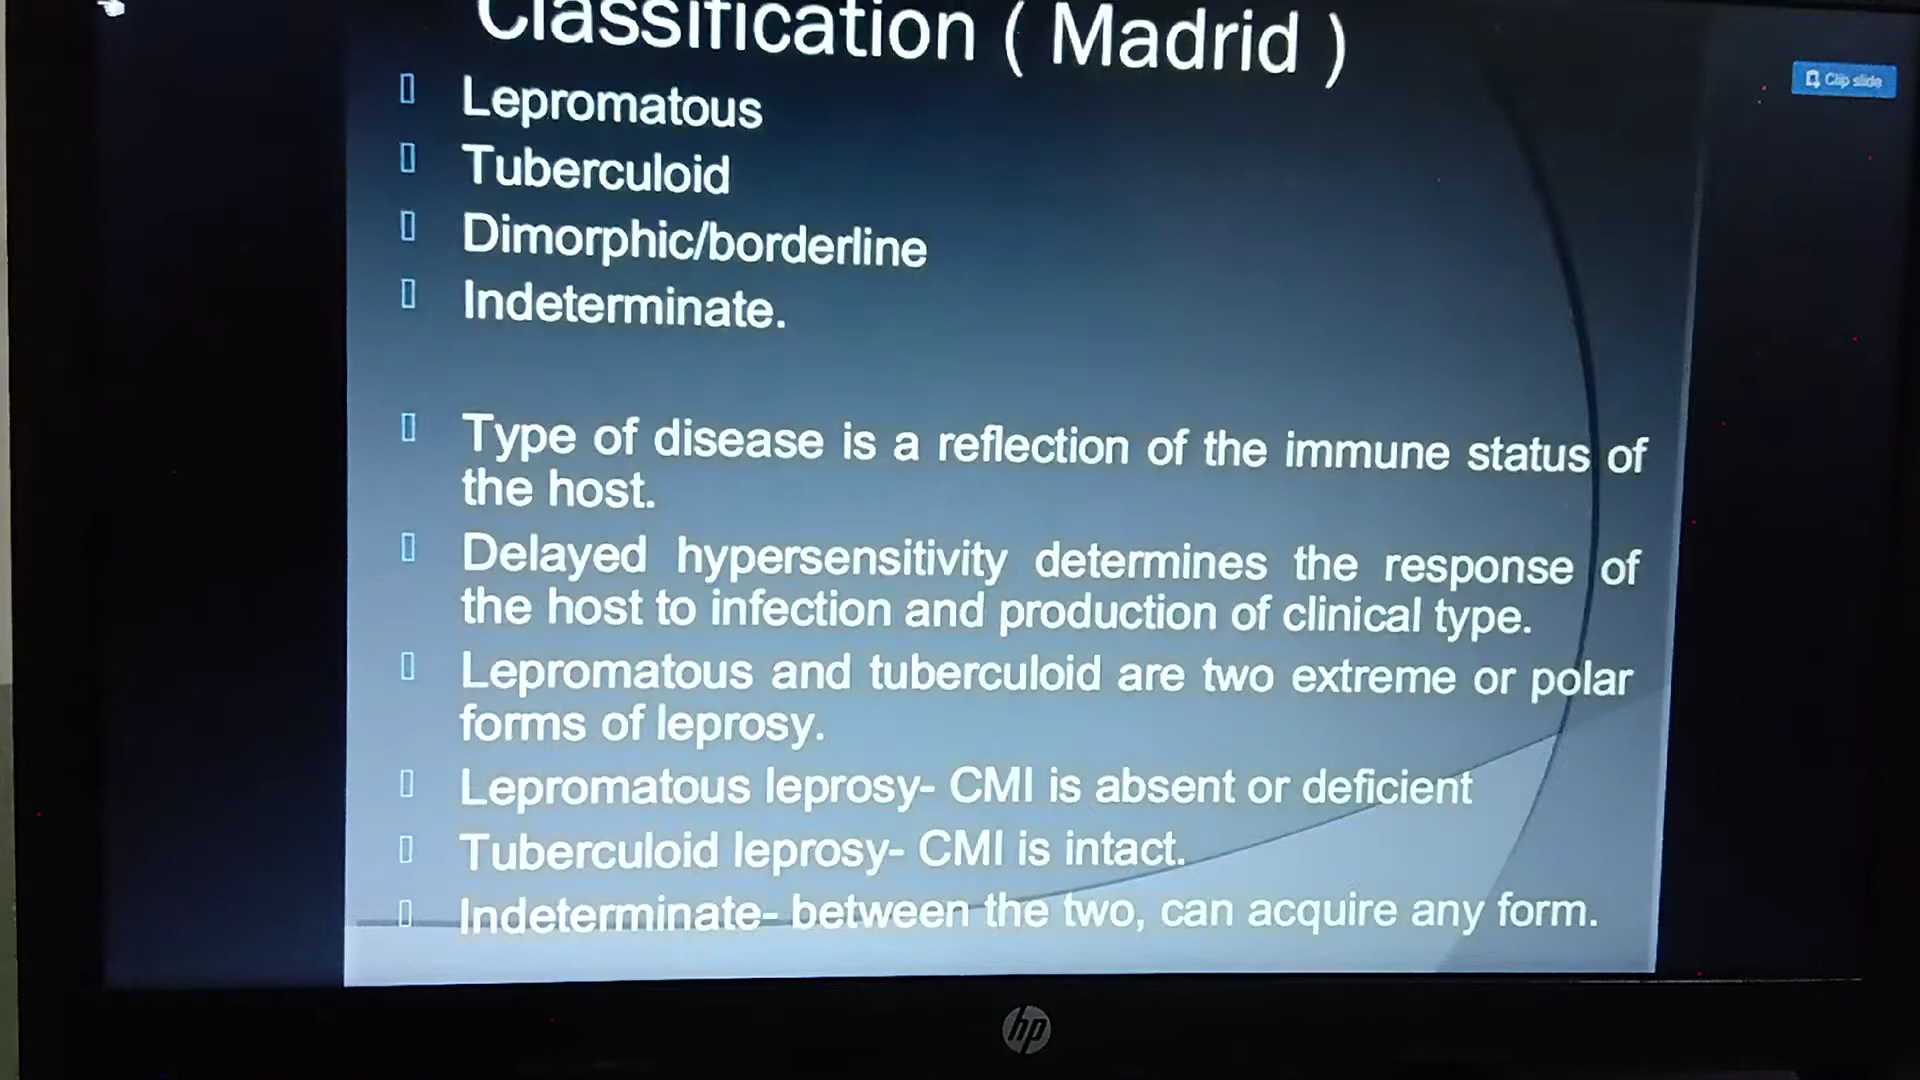 Classification ( Madrid )
Clip slide
Lepromatous
Tuberculoid
Dimorphic/borderline
Indeterminate.
Type of disease is a reflection of the immune status of
the host.
Delayed hypersensitivity determines the response of
the host to infection and production of clinical type.
Lepromatous and tuberculoid are two extreme or polar
forms of leprosy.
Lepromatous leprosy- CMI is absent or deficient
Tuberculoid leprosy- CMI is intact.
Indeterminate- between the two, can acquire any form.
hp